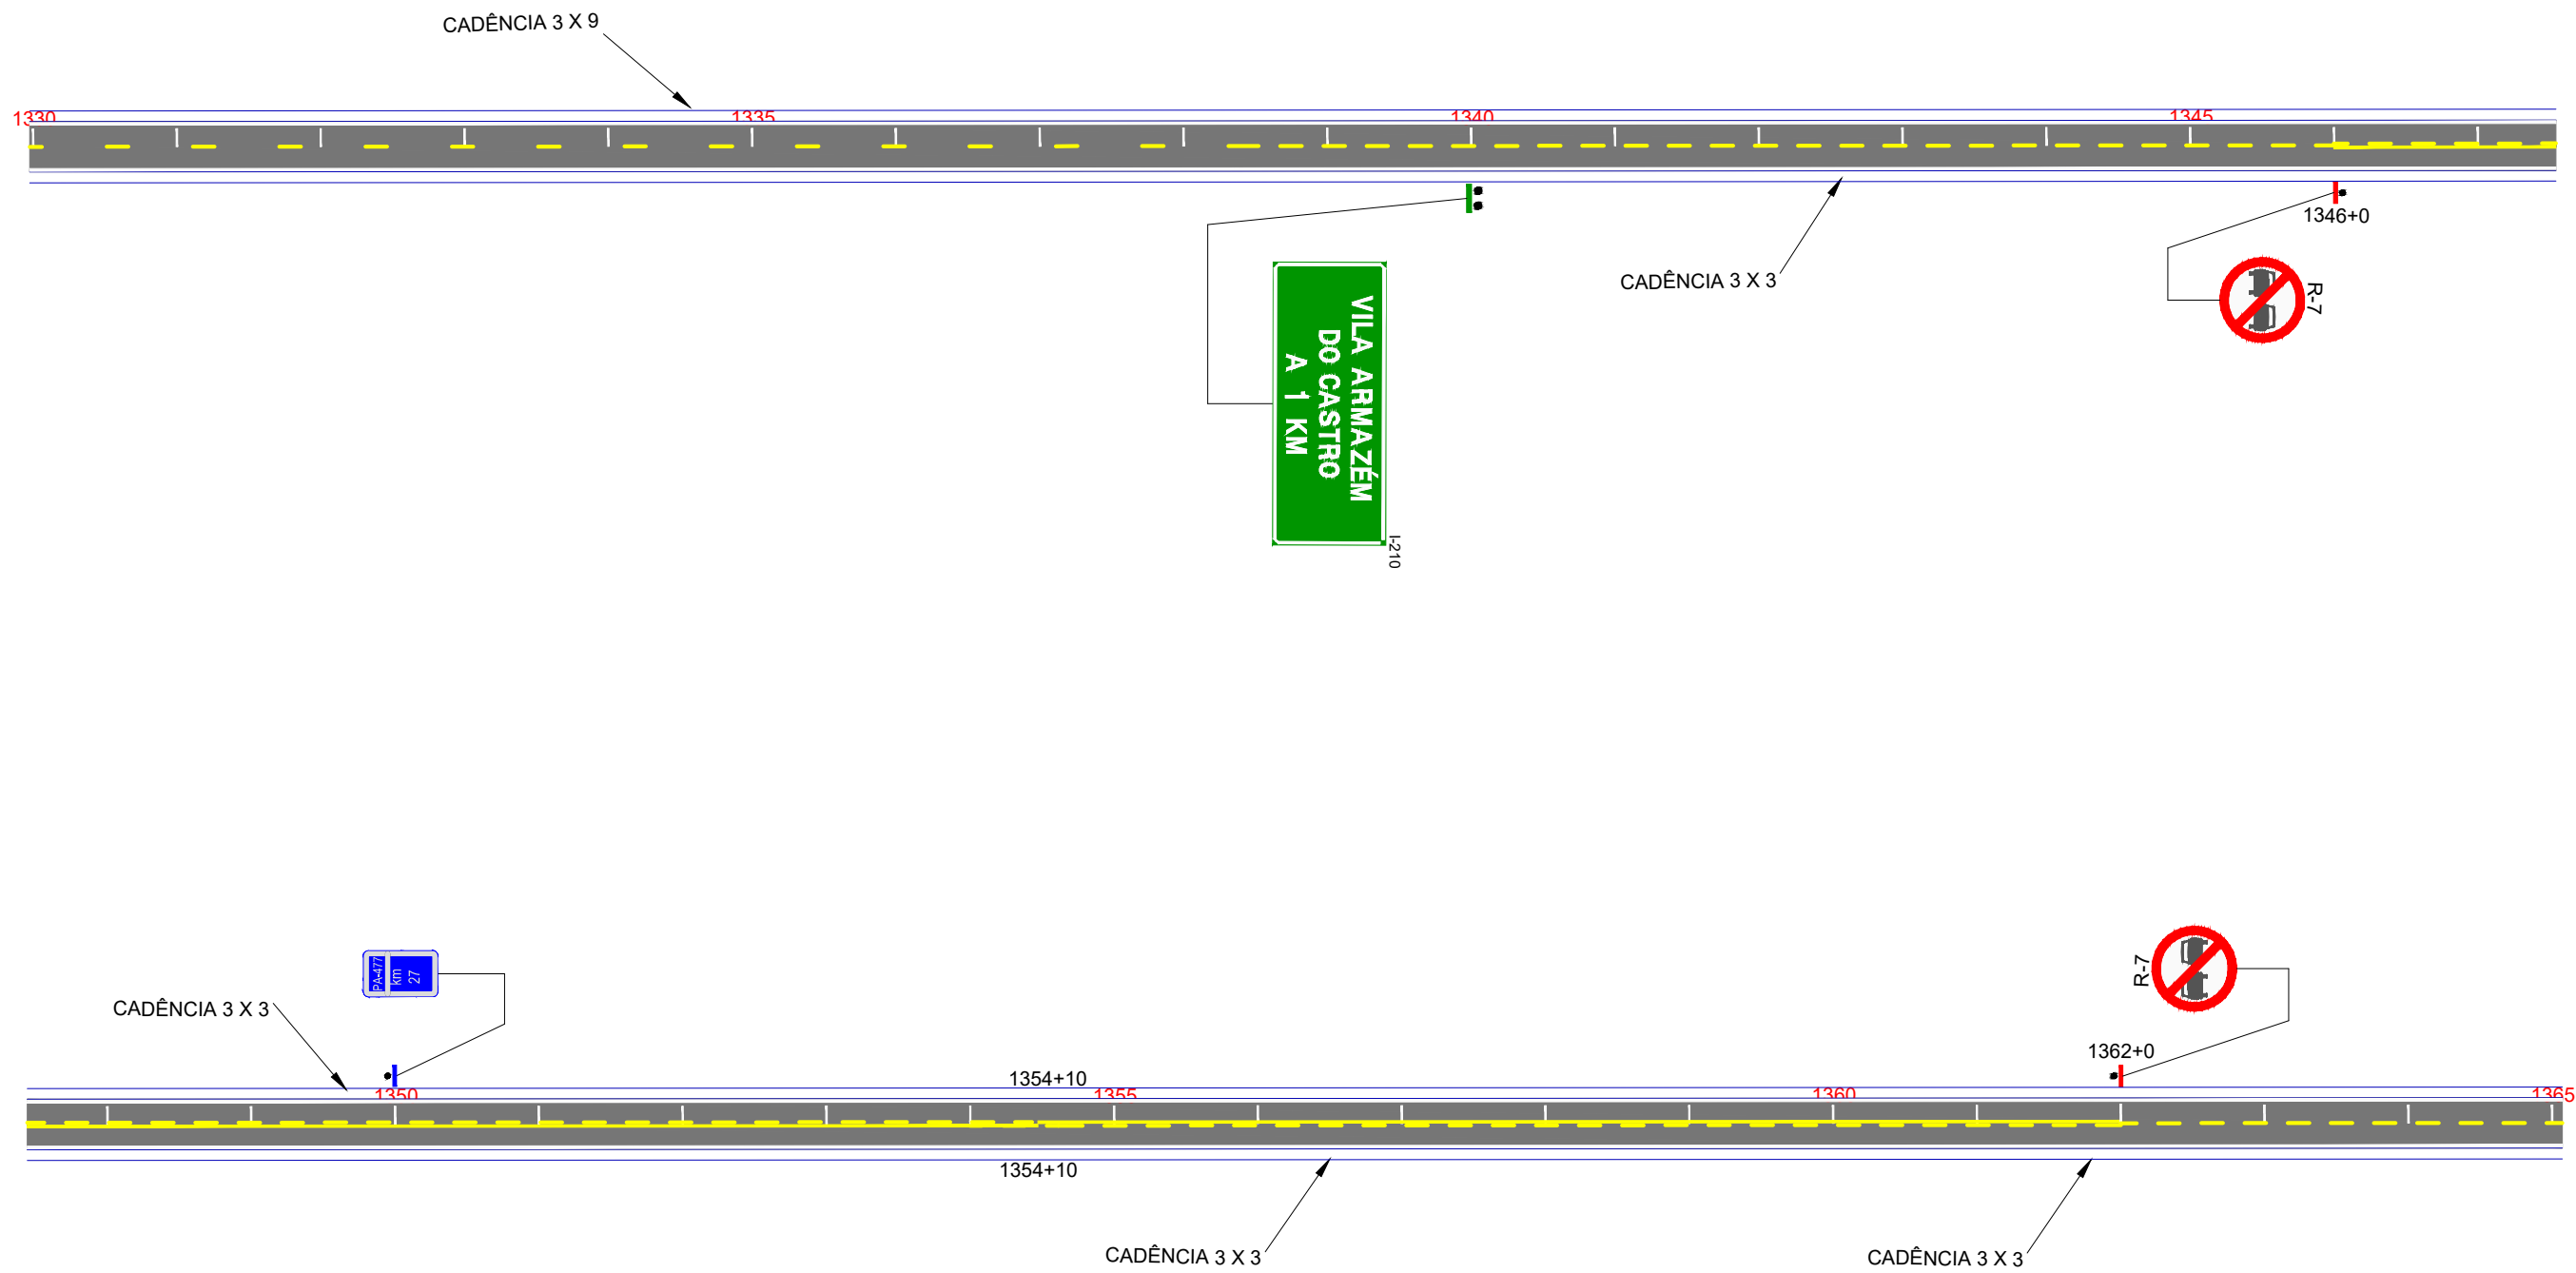 CADÊNCIA 3 X 9
1330
1335
1340
1345
1346+0
CADÊNCIA 3 X 3
R-7
VILA ARMAZÉM
DO CASTRO
A 1 KM
I-210
PA-477
km
27
R-7
CADÊNCIA 3 X 3
1362+0
1354+10
1350
1355
1360
1365
1354+10
CADÊNCIA 3 X 3
CADÊNCIA 3 X 3